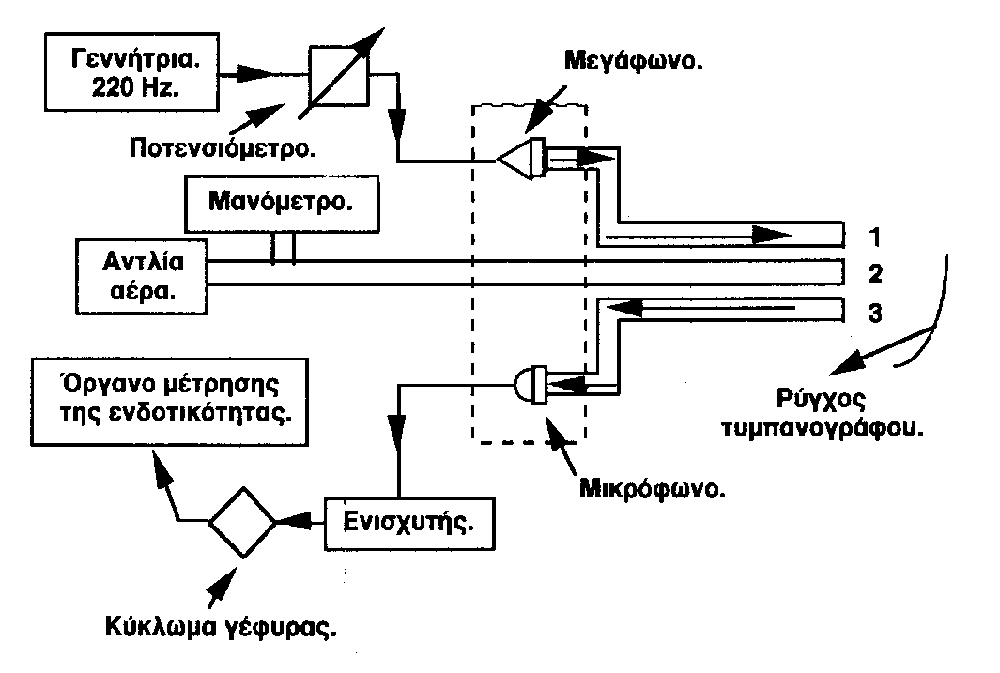 Γεννήτρια.
220 Hz.
Μεγάφωνο.
Ποτενσιόμετρο.
Μανόμετρο.
Αντλία
αέρα.
1
2
3
Όργανο μέτρησης
της ενδοτικότητας.
Ρύγχος
τυμπανογράφου.
Μικρόφωνο.
Ενισχυτής.
Κύκλωμα γέφυρας.